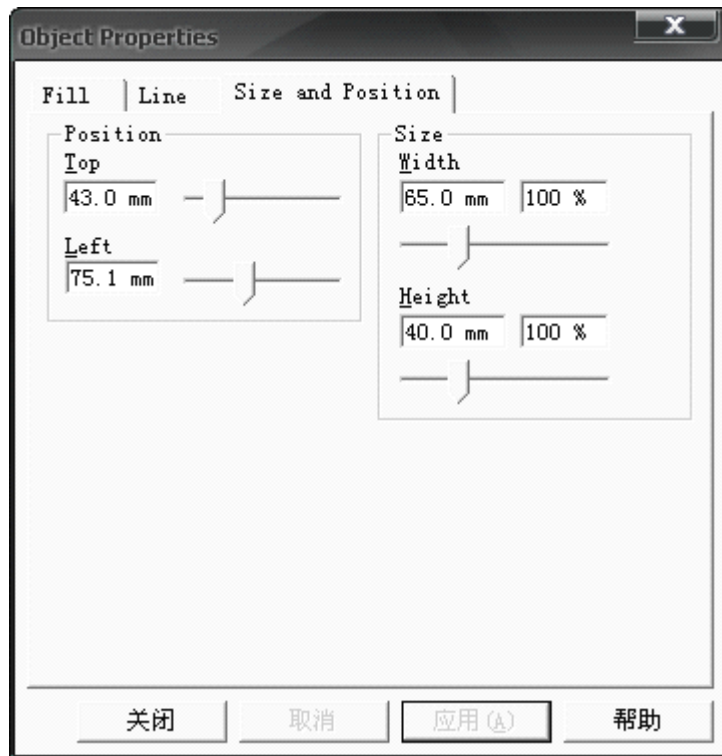 Object Properties
X
Fill
Line
Size and Position
Position
Top
43.0 mm
Left
75.1 mm
Size
Width
65.0 mm
100 %
Height
40.0 mm
100 %
关闭
取消
应用(A)
帮助